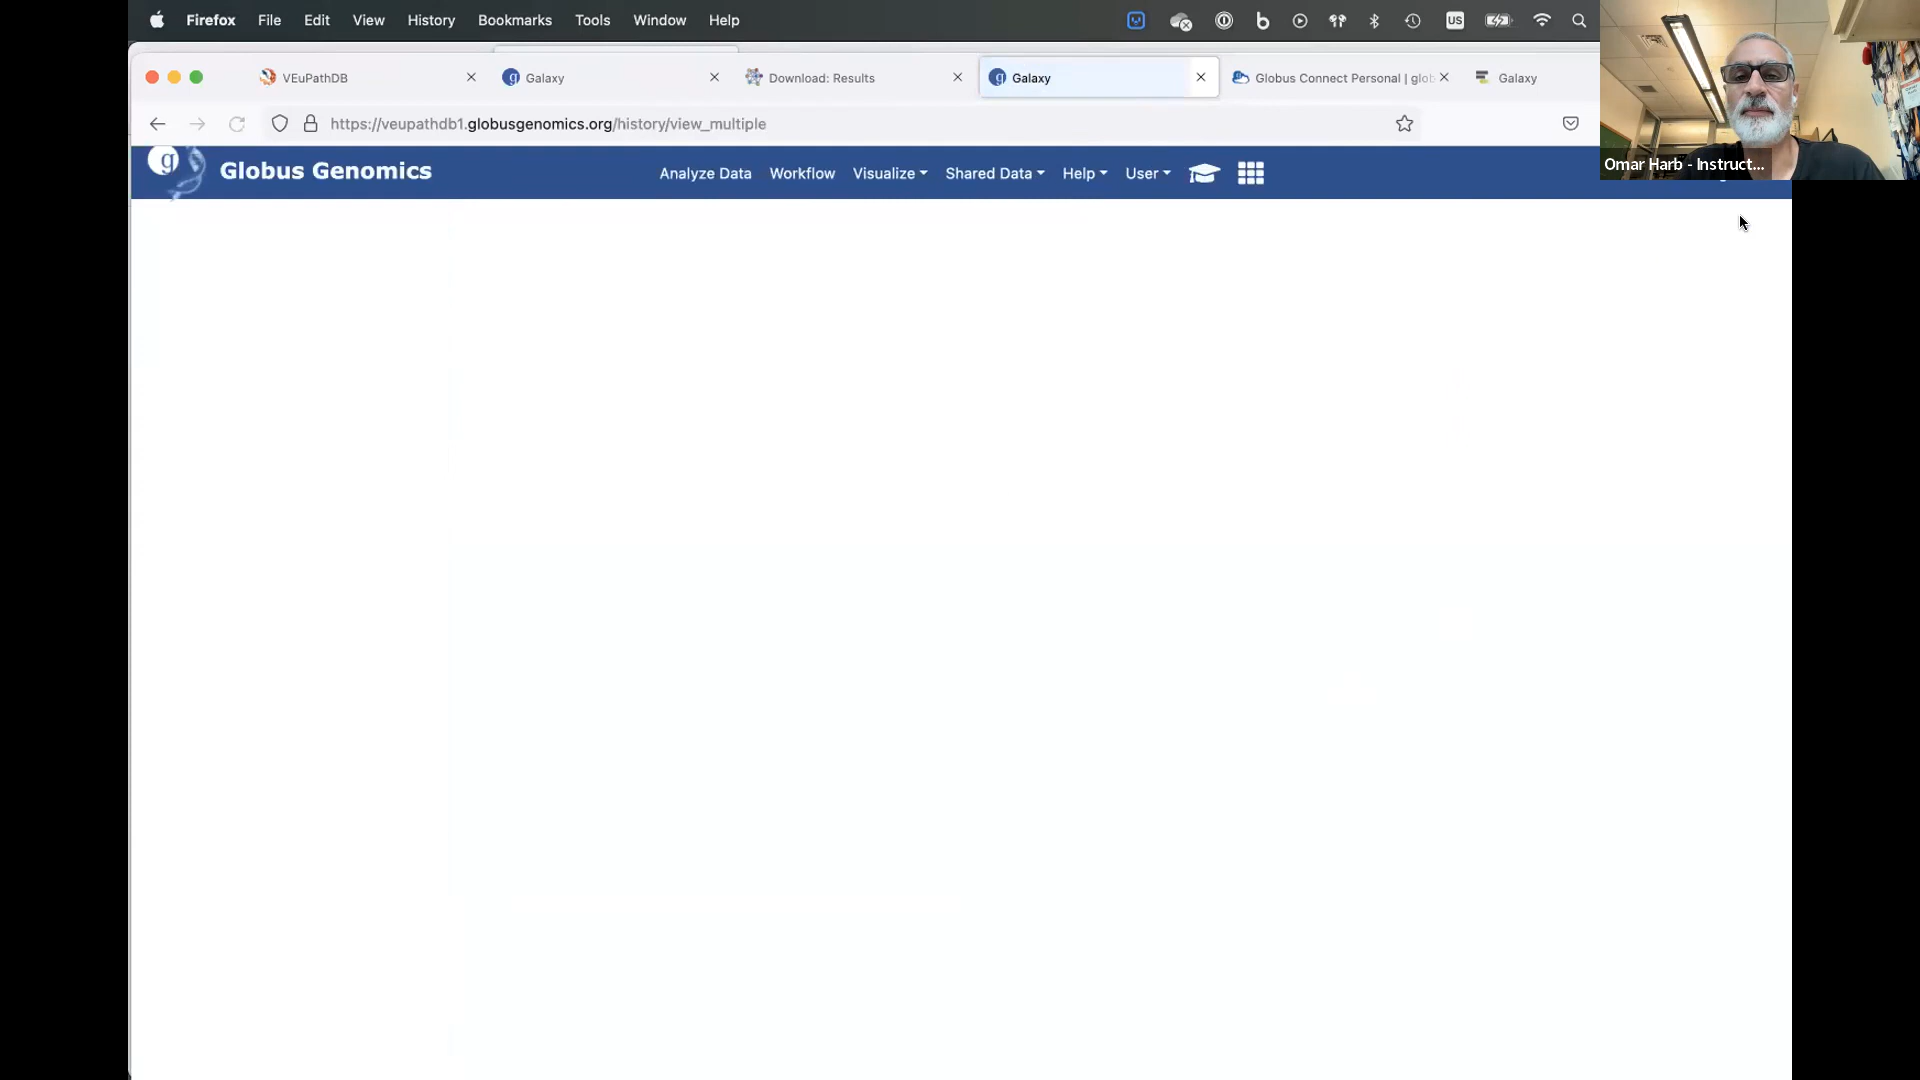 Firefox File Edit View History Bookmarks Tools Window Help US
VEuPathDB Galaxy Download: Results Galaxy Globus Connect Personal | glob Galaxy
https://veupathdb1.globusgenomics.org/history/view_multiple
g Globus Genomics Analyze Data Workflow Visualize Shared Data Help User
Omar Harb - Instruct...